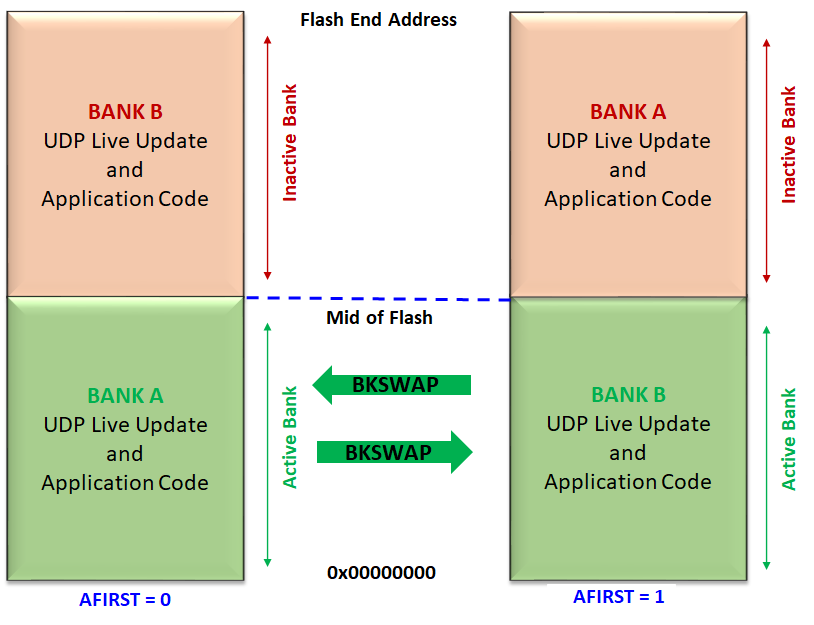 Flash End Address
BANK B
UDP Live Update
and
Application Code
Inactive Bank
BANK A
UDP Live Update
and
Application Code
Inactive Bank
Mid of Flash
BANK A
UDP Live Update
and
Application Code
Active Bank
BKSWAP
BKSWAP
BANK B
UDP Live Update
and
Application Code
Active Bank
0x00000000
AFIRST = 0
AFIRST = 1